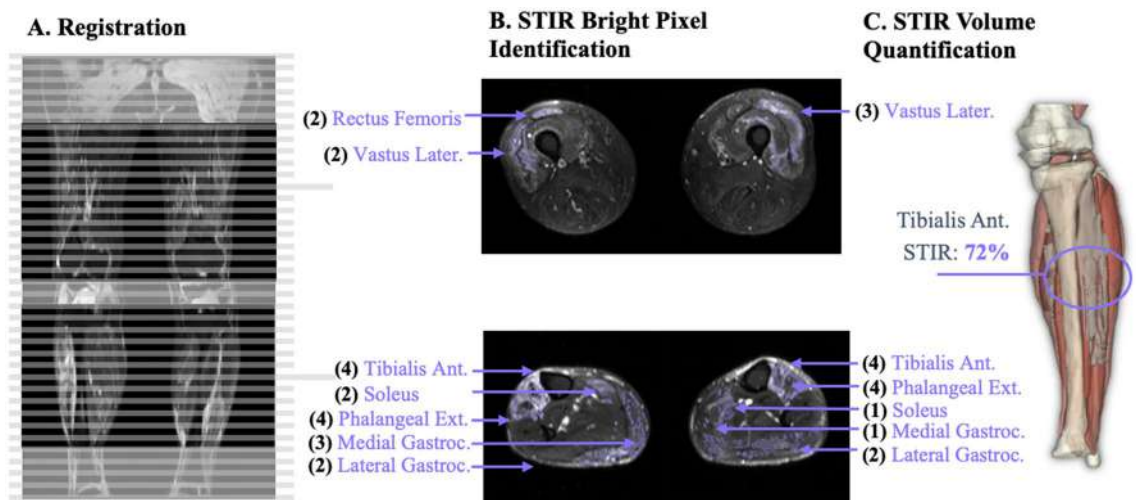 A. Registration
B. STIR Bright Pixel
Identification
C. STIR Volume
Quantification
(2) Rectus Femoris
(2) Vastus Later.
(3) Vastus Later.
(4) Tibialis Ant.
(2) Soleus
(4) Phalangeal Ext.
(3) Medial Gastroc.
(2) Lateral Gastroc.
(4) Tibialis Ant.
(4) Phalangeal Ext.
(1) Soleus
(1) Medial Gastroc.
(2) Lateral Gastroc.
Tibialis Ant.
STIR: 72%